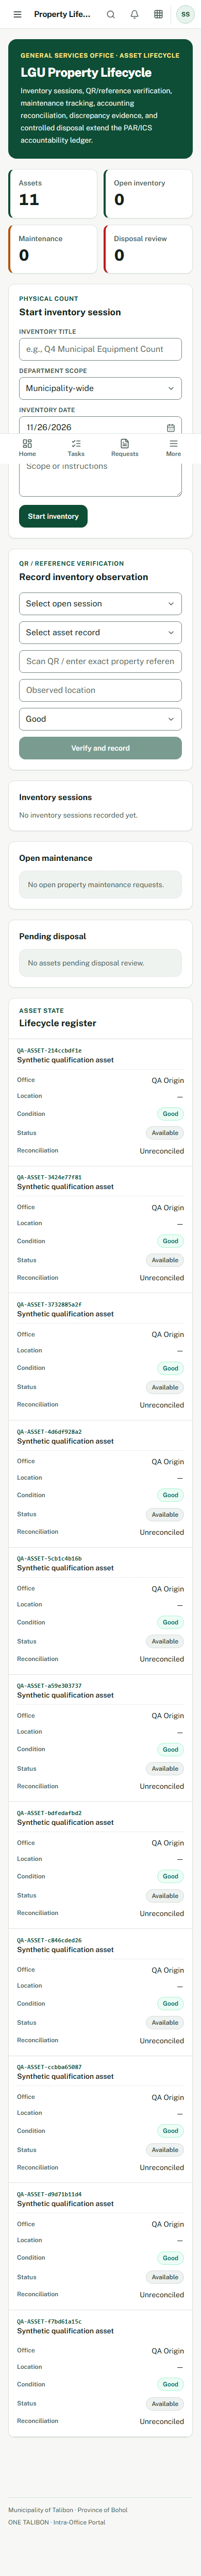 Property Life...
SS
GENERAL SERVICES OFFICE · ASSET LIFECYCLE
LGU Property Lifecycle
Inventory sessions, QR/reference verification,
maintenance tracking, accounting
reconciliation, discrepancy evidence, and
controlled disposal extend the PAR/ICS
accountability ledger.
Assets
11
Open inventory
0
Maintenance
0
Disposal review
0
PHYSICAL COUNT
Start inventory session
INVENTORY TITLE
e.g., Q4 Municipal Equipment Count
DEPARTMENT SCOPE
Municipality-wide
INVENTORY DATE
11/26/2026
Home
Tasks
Requests
More
Scope or instructions
Start inventory
QR / REFERENCE VERIFICATION
Record inventory observation
Select open session
Select asset record
Scan QR / enter exact property referen
Observed location
Good
Verify and record
Inventory sessions
No inventory sessions recorded yet.
Open maintenance
No open property maintenance requests.
Pending disposal
No assets pending disposal review.
ASSET STATE
Lifecycle register
QA-ASSET-214ccbdf1e
Synthetic qualification asset
Office QA Origin
Location —
Condition Good
Status Available
Reconciliation Unreconciled
QA-ASSET-3424e77f81
Synthetic qualification asset
Office QA Origin
Location —
Condition Good
Status Available
Reconciliation Unreconciled
QA-ASSET-3732885a2f
Synthetic qualification asset
Office QA Origin
Location —
Condition Good
Status Available
Reconciliation Unreconciled
QA-ASSET-4d6df928a2
Synthetic qualification asset
Office QA Origin
Location —
Condition Good
Status Available
Reconciliation Unreconciled
QA-ASSET-5cb1c4b16b
Synthetic qualification asset
Office QA Origin
Location —
Condition Good
Status Available
Reconciliation Unreconciled
QA-ASSET-a59e303737
Synthetic qualification asset
Office QA Origin
Location —
Condition Good
Status Available
Reconciliation Unreconciled
QA-ASSET-bdfedafbd2
Synthetic qualification asset
Office QA Origin
Location —
Condition Good
Status Available
Reconciliation Unreconciled
QA-ASSET-c846cded26
Synthetic qualification asset
Office QA Origin
Location —
Condition Good
Status Available
Reconciliation Unreconciled
QA-ASSET-ccbba65087
Synthetic qualification asset
Office QA Origin
Location —
Condition Good
Status Available
Reconciliation Unreconciled
QA-ASSET-d9d71b11d4
Synthetic qualification asset
Office QA Origin
Location —
Condition Good
Status Available
Reconciliation Unreconciled
QA-ASSET-f7bd61a15c
Synthetic qualification asset
Office QA Origin
Location —
Condition Good
Status Available
Reconciliation Unreconciled
Municipality of Talibon · Province of Bohol
ONE TALIBON · Intra-Office Portal